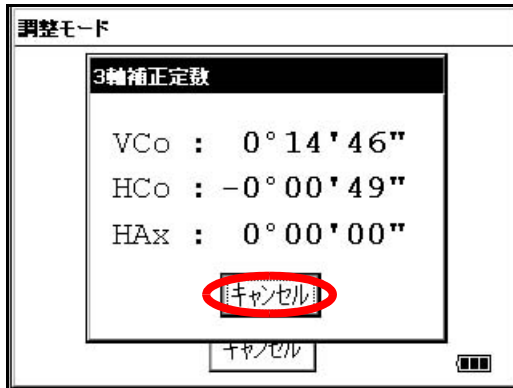 調整モード
3軸補正定数
VCo : 0°14'46"
HCo : -0°00'49"
HAx : 0°00'00"
キャンセル
キャンセル